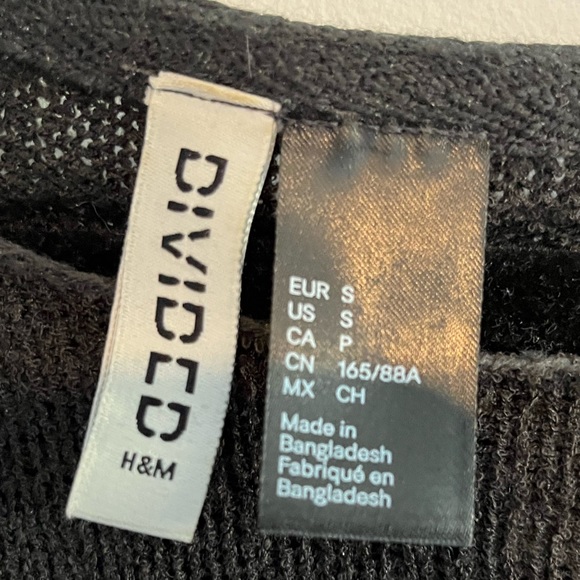 DIVIDED
H&M
EUR S
US S
CA P
CN 165/88A
MX CH
Made in
Bangladesh
Fabriqué en
Bangladesh